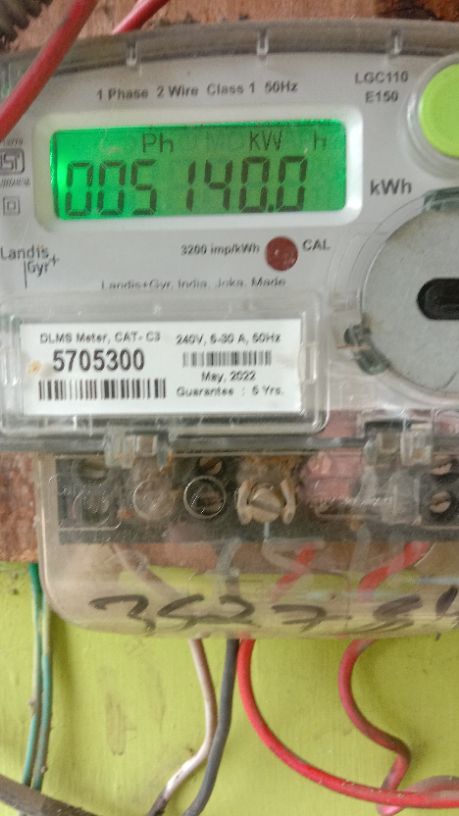 LGC110
E150
1 Phase 2 Wire Class 1 50Hz
Ph kW h
005140.0
kWh
3200 imp/kWh CAL
Landis
Gyr+
Landis+Gyr, India, Joka, Made
DLMS Meter, CAT- C3
5705300
240V, 5-30 A, 50Hz
May, 2022
Guarantee : 5 Yrs.